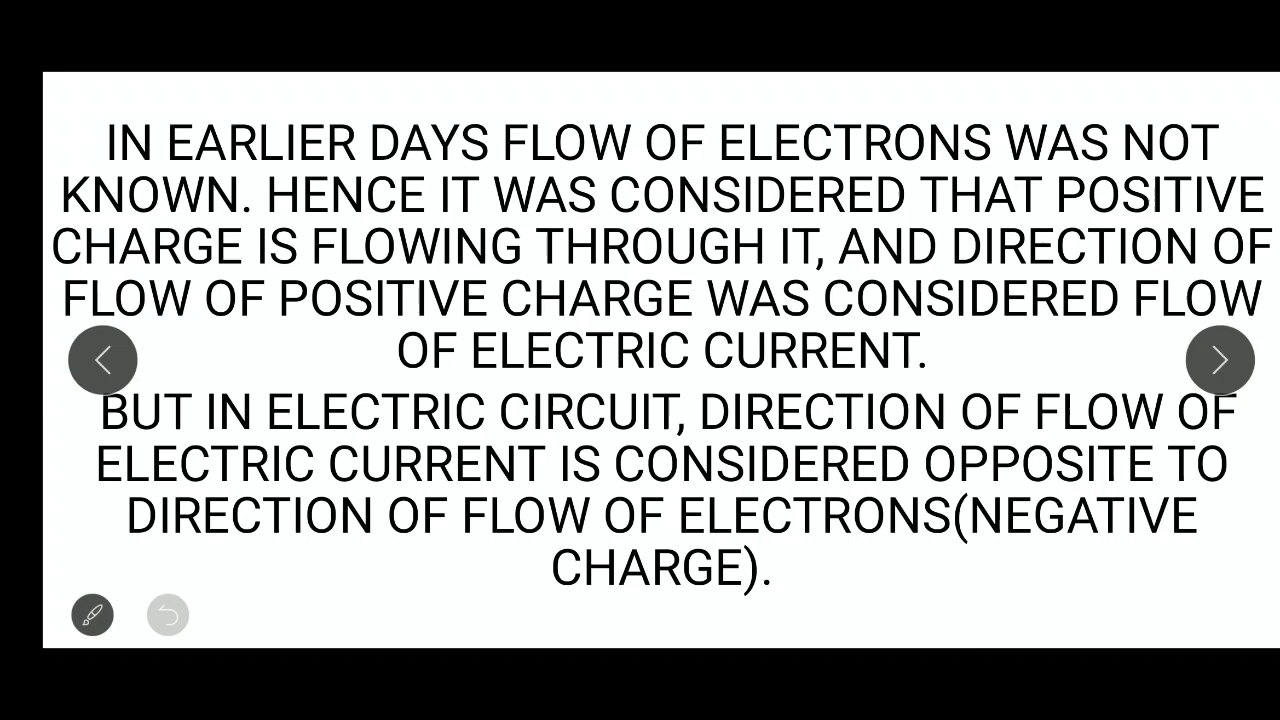 IN EARLIER DAYS FLOW OF ELECTRONS WAS NOT
KNOWN. HENCE IT WAS CONSIDERED THAT POSITIVE
CHARGE IS FLOWING THROUGH IT, AND DIRECTION OF
FLOW OF POSITIVE CHARGE WAS CONSIDERED FLOW
OF ELECTRIC CURRENT.
BUT IN ELECTRIC CIRCUIT, DIRECTION OF FLOW OF
ELECTRIC CURRENT IS CONSIDERED OPPOSITE TO
DIRECTION OF FLOW OF ELECTRONS(NEGATIVE
CHARGE).